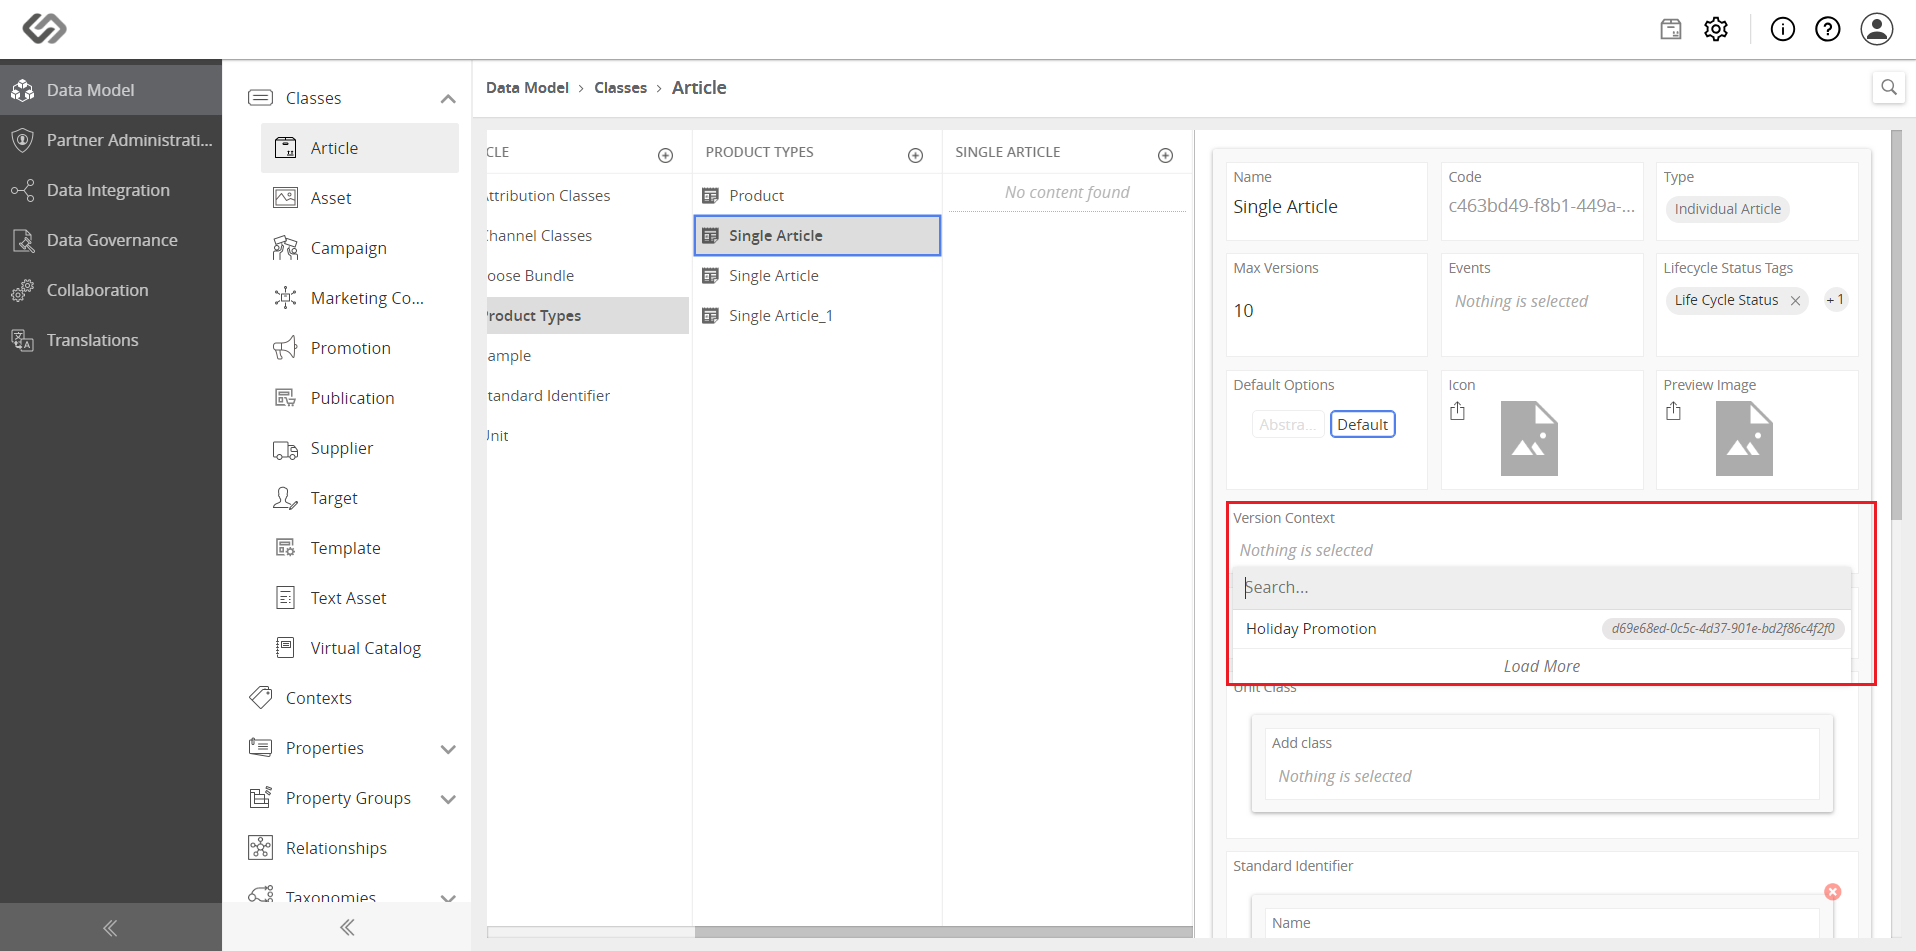 Data Model
Partner Administrati...
Data Integration
Data Governance
Collaboration
Translations
Classes
Article
Asset
Campaign
Marketing Co...
Promotion
Publication
Supplier
Target
Template
Text Asset
Virtual Catalog
Contexts
Properties
Property Groups
Relationships
Taxonomies
Data Model > Classes > Article
CLE
ttribution Classes
hannel Classes
oose Bundle
roduct Types
ample
tandard Identifier
Unit
PRODUCT TYPES
Product
Single Article
Single Article
Single Article_1
SINGLE ARTICLE
No content found
Name
Single Article
Code
c463bd49-f8b1-449a-...
Type
Individual Article
Max Versions
10
Events
Nothing is selected
Lifecycle Status Tags
Life Cycle Status
+1
Default Options
Abstra...
Default
Icon
Preview Image
Version Context
Nothing is selected
Search...
Holiday Promotion
d69e68ed-0c5c-4d37-901e-bd2f86c4f2f0
Load More
Unit Class
Add class
Nothing is selected
Standard Identifier
Name